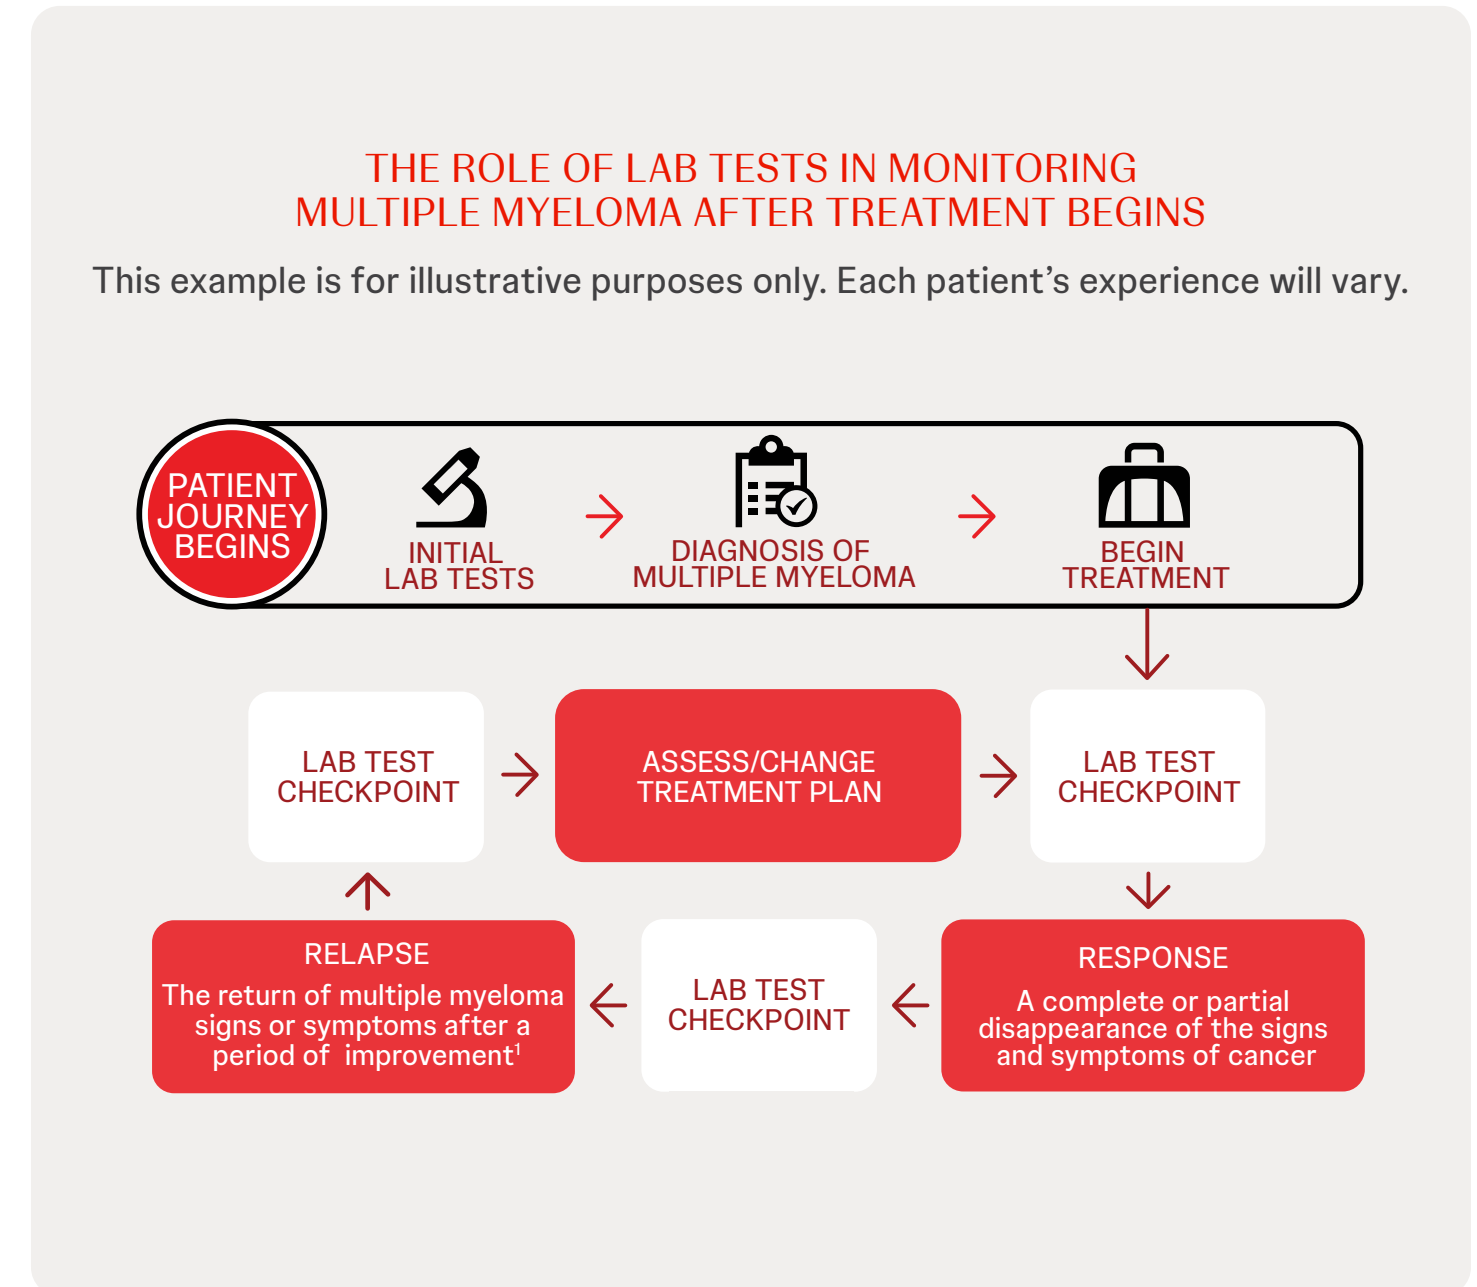 THE ROLE OF LAB TESTS IN MONITORING
MULTIPLE MYELOMA AFTER TREATMENT BEGINS
This example is for illustrative purposes only. Each patient’s experience will vary.
PATIENT
JOURNEY
BEGINS
INITIAL
LAB TESTS
DIAGNOSIS OF
MULTIPLE MYELOMA
BEGIN
TREATMENT
LAB TEST
CHECKPOINT
ASSESS/CHANGE
TREATMENT PLAN
LAB TEST
CHECKPOINT
RELAPSE
The return of multiple myeloma
signs or symptoms after a
period of improvement¹
LAB TEST
CHECKPOINT
RESPONSE
A complete or partial
disappearance of the signs
and symptoms of cancer